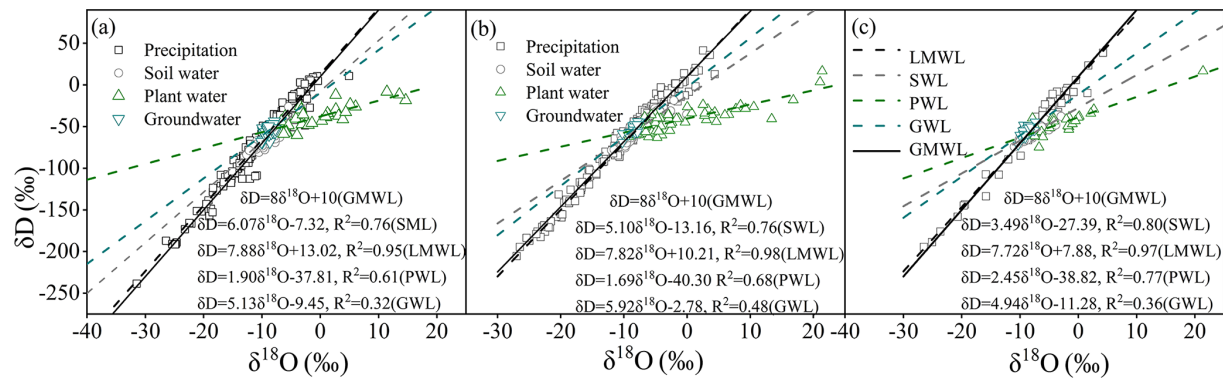 (a)
Precipitation
Soil water
Plant water
Groundwater
δD=8δ¹⁸O+10(GMWL)
δD=6.07δ¹⁸O-7.32, R²=0.76(SML)
δD=7.88δ¹⁸O+13.02, R²=0.95(LMWL)
δD=1.90δ¹⁸O-37.81, R²=0.61(PWL)
δD=5.13δ¹⁸O-9.45, R²=0.32(GWL)
50
0
-50
-100
-150
-200
-250
δD (‰)
-40 -30 -20 -10 0 10 20
δ¹⁸O (‰)
(b)
Precipitation
Soil water
Plant water
Groundwater
δD=8δ¹⁸O+10(GMWL)
δD=5.10δ¹⁸O-13.16, R²=0.76(SWL)
δD=7.82δ¹⁸O+10.21, R²=0.98(LMWL)
δD=1.69δ¹⁸O-40.30 R²=0.68(PWL)
δD=5.92δ¹⁸O-2.78, R²=0.48(GWL)
-30 -20 -10 0 10 20
δ¹⁸O (‰)
(c)
LMWL
SWL
PWL
GWL
GMWL
δD=8δ¹⁸O+10(GMWL)
δD=3.49δ¹⁸O-27.39, R²=0.80(SWL)
δD=7.72δ¹⁸O+7.88, R²=0.97(LMWL)
δD=2.45δ¹⁸O-38.82, R²=0.77(PWL)
δD=4.94δ¹⁸O-11.28, R²=0.36(GWL)
-40 -30 -20 -10 0 10 20
δ¹⁸O (‰)